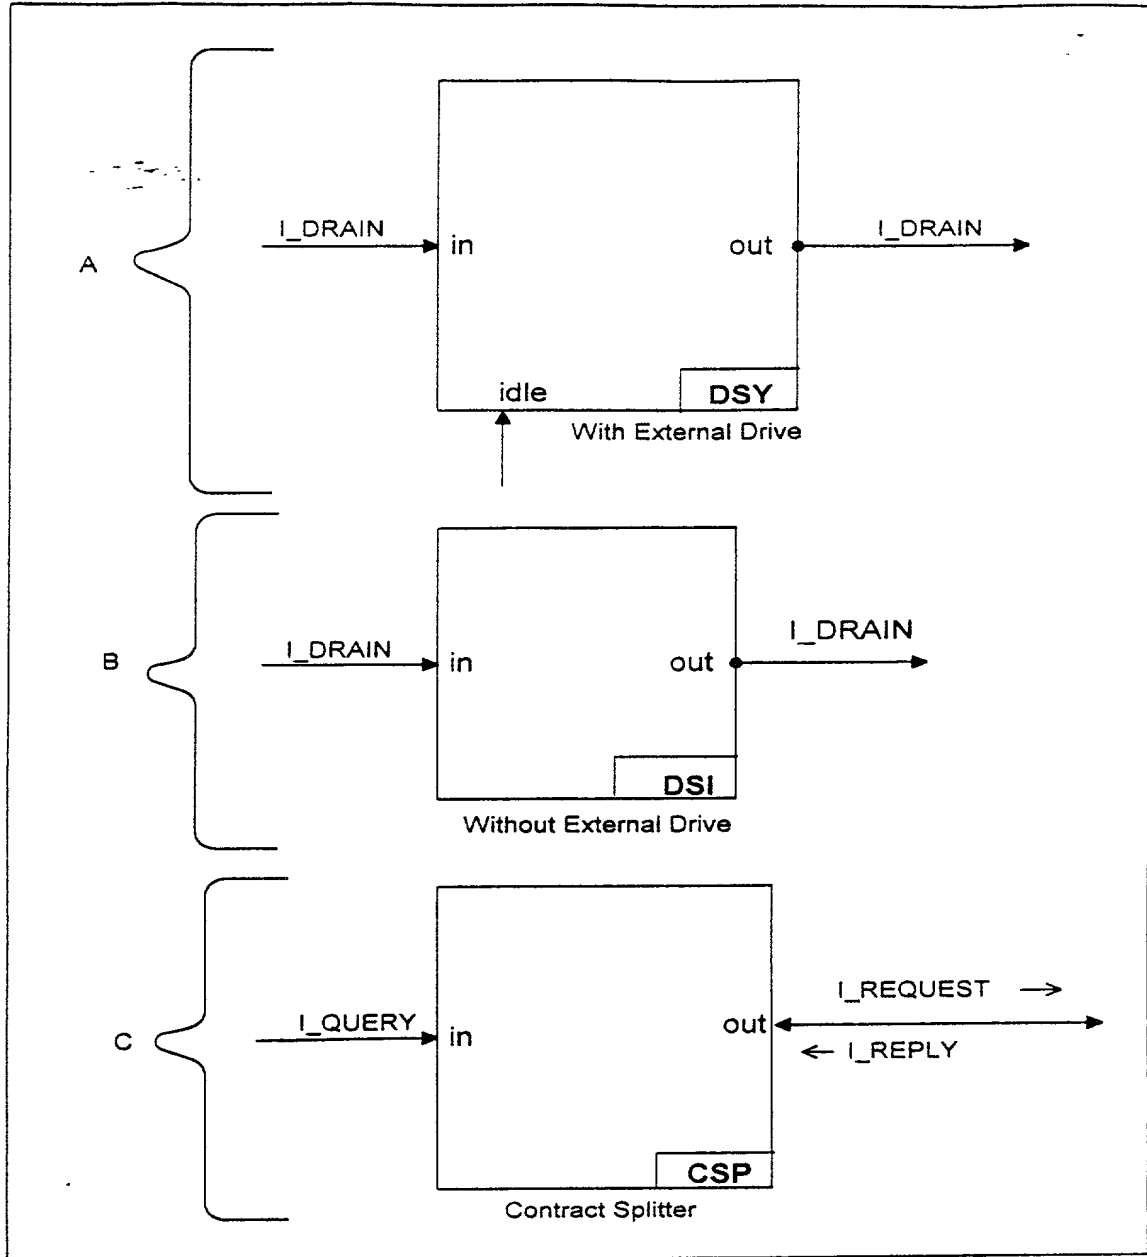 A
I_DRAIN
in
out
I_DRAIN
idle
DSY
With External Drive
B
I_DRAIN
in
out
I_DRAIN
DSI
Without External Drive
C
I_QUERY
in
out
I_REQUEST
I_REPLY
CSP
Contract Splitter